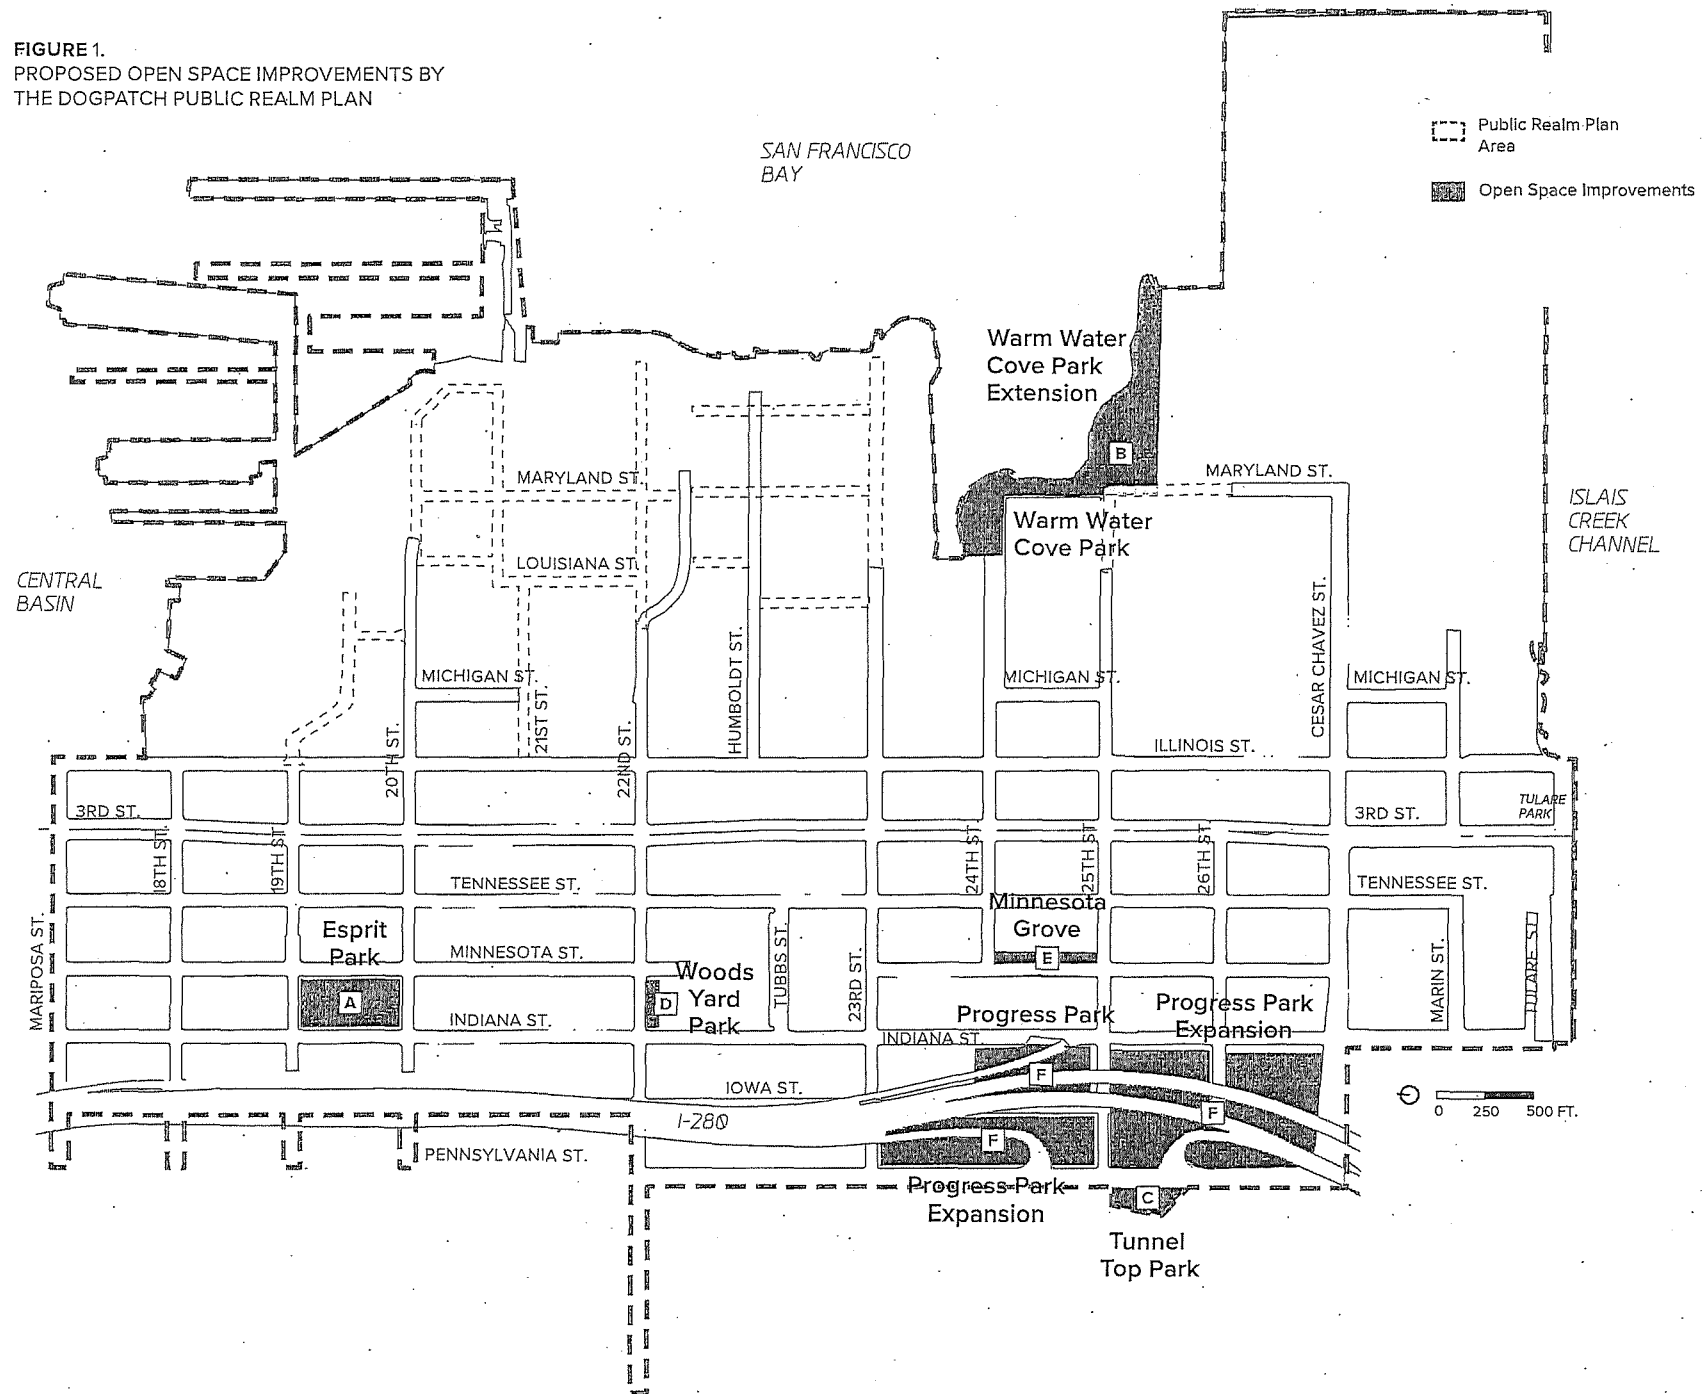 FIGURE 1.
PROPOSED OPEN SPACE IMPROVEMENTS BY
THE DOGPATCH PUBLIC REALM PLAN
Public Realm Plan
Area
Open Space Improvements
SAN FRANCISCO
BAY
Warm Water
Cove Park
Extension
B
MARYLAND ST.
MARYLAND ST.
Warm Water
Cove Park
ISLAIS
CREEK
CHANNEL
CENTRAL
BASIN
LOUISIANA ST.
MICHIGAN ST.
MICHIGAN ST.
MICHIGAN ST.
20TH ST.
21ST ST.
22ND ST.
HUMBOLDT ST.
CESAR CHAVEZ ST.
ILLINOIS ST.
3RD ST.
3RD ST.
TULARE
PARK
18TH ST.
19TH ST.
24TH ST.
25TH ST.
26TH ST.
TENNESSEE ST.
TENNESSEE ST.
MARIPOSA ST.
Esprit
Park
A
MINNESOTA ST.
Woods
Yard
Park
D
TUBBS ST.
23RD ST.
Minnesota
Grove
E
MARIN ST.
TULARE ST.
INDIANA ST.
INDIANA ST.
Progress Park
Progress Park
Expansion
F
F
F
IOWA ST.
I-280
0 250 500 FT.
PENNSYLVANIA ST.
Progress Park
Expansion
C
Tunnel
Top Park